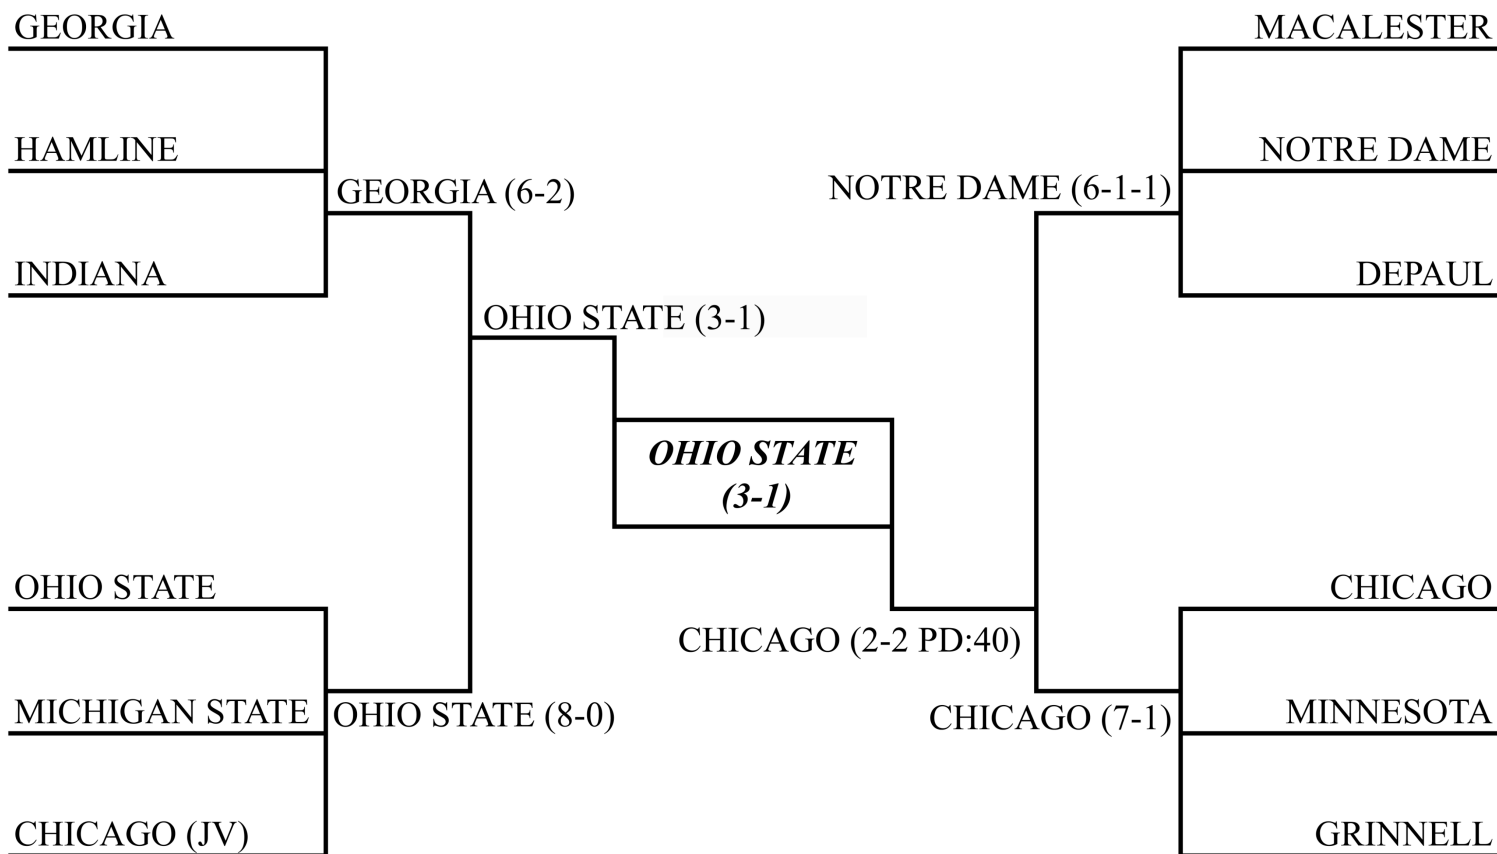 GEORGIA
HAMLINE
INDIANA
GEORGIA (6-2)
OHIO STATE (3-1)
OHIO STATE
MICHIGAN STATE
CHICAGO (JV)
OHIO STATE (8-0)
OHIO STATE
(3-1)
MACALESTER
NOTRE DAME
DEPAUL
NOTRE DAME (6-1-1)
CHICAGO (2-2 PD:40)
CHICAGO
MINNESOTA
GRINNELL
CHICAGO (7-1)